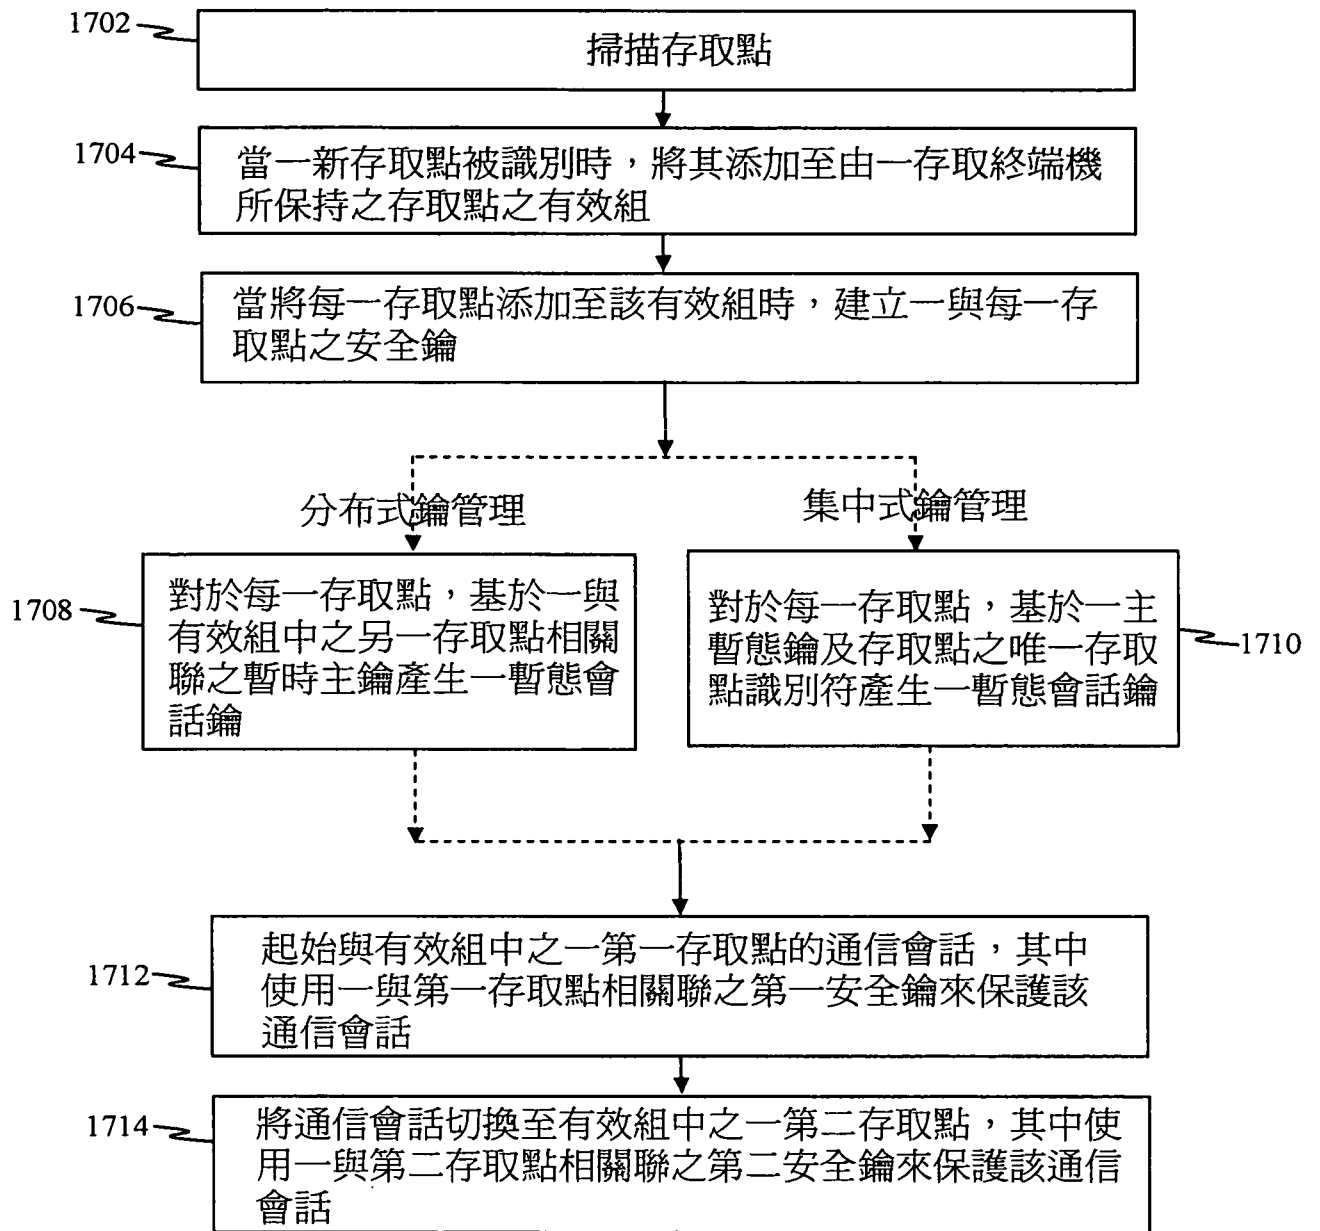 1702
掃描存取點
1704
當一新存取點被識別時，將其添加至由一存取終端機
所保持之存取點之有效組
1706
當將每一存取點添加至該有效組時，建立一與每一存
取點之安全鑰
分布式鑰管理
集中式鑰管理
1708
對於每一存取點，基於一與
有效組中之另一存取點相關
聯之暫時主鑰產生一暫態會
話鑰
對於每一存取點，基於一主
暫態鑰及存取點之唯一存取
點識別符產生一暫態會話鑰
1710
1712
起始與有效組中之一第一存取點的通信會話，其中
使用一與第一存取點相關聯之第一安全鑰來保護該
通信會話
1714
將通信會話切換至有效組中之一第二存取點，其中使
用一與第二存取點相關聯之第二安全鑰來保護該通信
會話